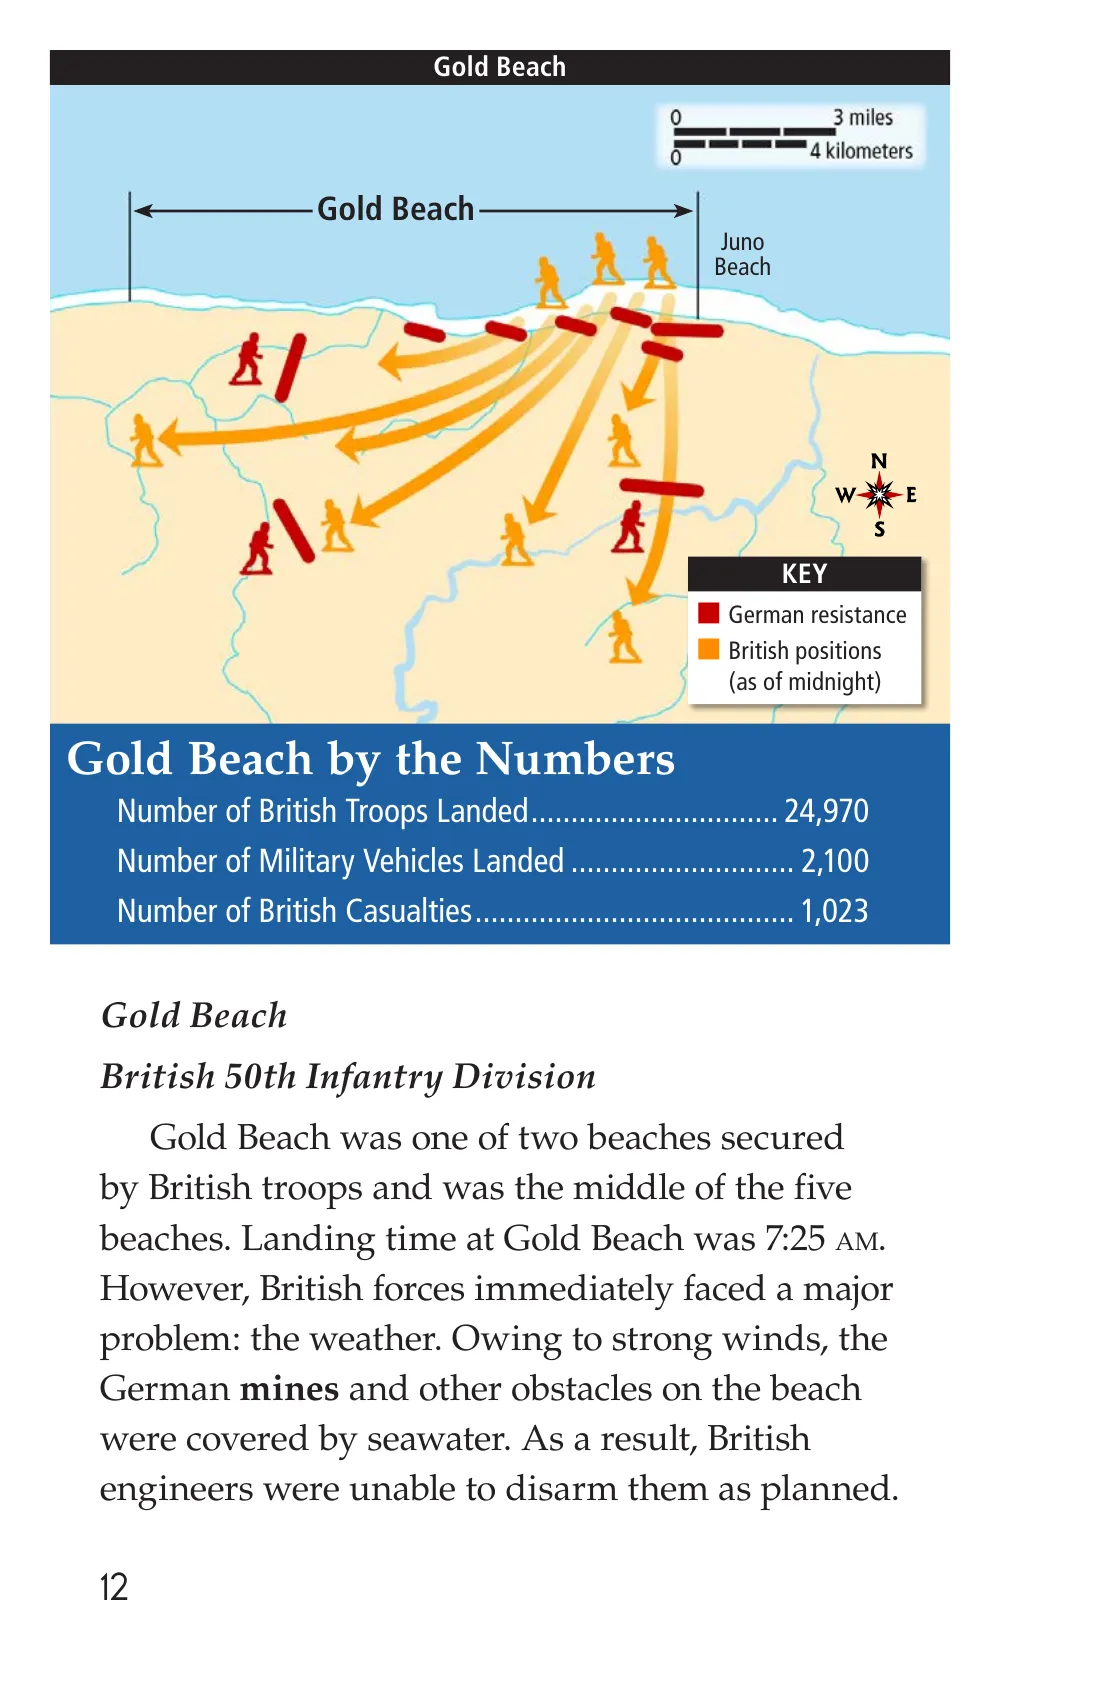 Gold Beach
0 3 miles
0 4 kilometers
Gold Beach
Juno
Beach
N
W E
S
KEY
German resistance
British positions
(as of midnight)
Gold Beach by the Numbers
Number of British Troops Landed............................... 24,970
Number of Military Vehicles Landed ............................ 2,100
Number of British Casualties........................................ 1,023
Gold Beach
British 50th Infantry Division
Gold Beach was one of two beaches secured
by British troops and was the middle of the five
beaches. Landing time at Gold Beach was 7:25 AM.
However, British forces immediately faced a major
problem: the weather. Owing to strong winds, the
German mines and other obstacles on the beach
were covered by seawater. As a result, British
engineers were unable to disarm them as planned.
12